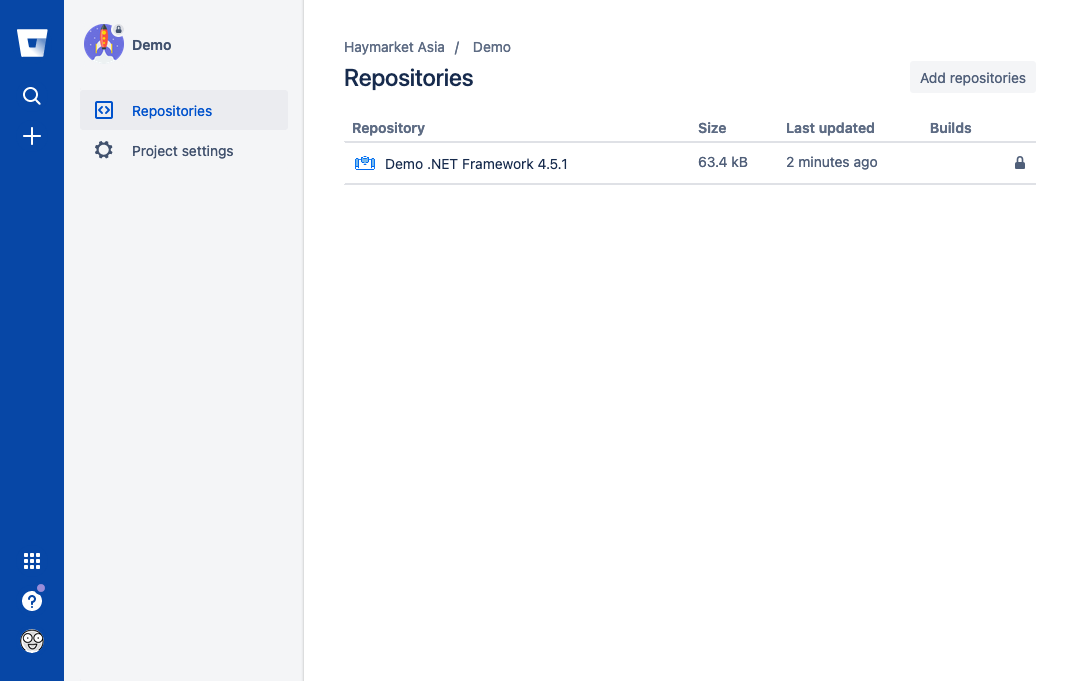 Demo
Repositories
Project settings
Haymarket Asia / Demo
Repositories
Add repositories
Repository Size Last updated Builds
Demo .NET Framework 4.5.1 63.4 kB 2 minutes ago
?